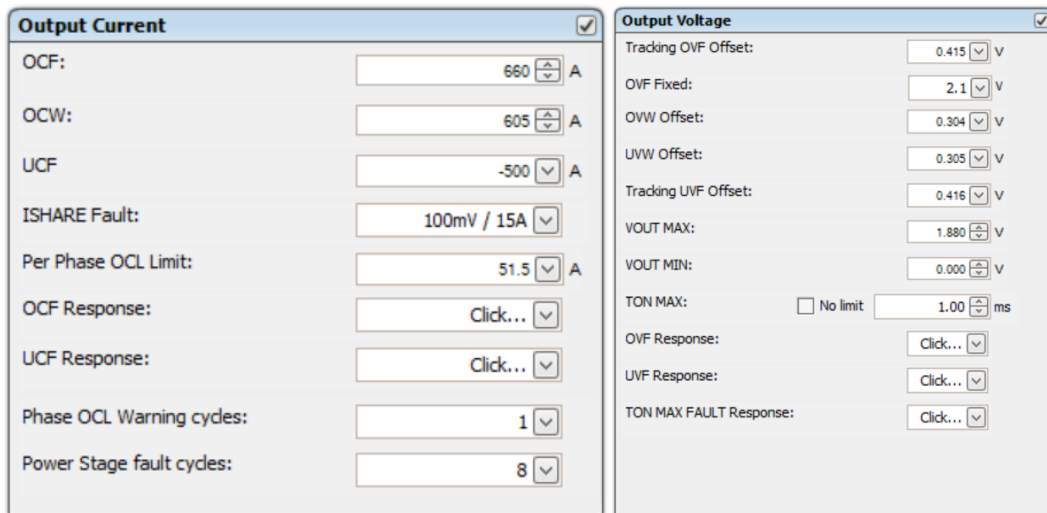 Output Current
OCF: 660 A
OCW: 605 A
UCF -500 A
ISHARE Fault: 100mV / 15A
Per Phase OCL Limit: 51.5 A
OCF Response: Click...
UCF Response: Click...
Phase OCL Warning cycles: 1
Power Stage fault cycles: 8
Output Voltage
Tracking OVF Offset: 0.415 V
OVF Fixed: 2.1 V
OVW Offset: 0.304 V
UVW Offset: 0.305 V
Tracking UVF Offset: 0.416 V
VOUT MAX: 1.880 V
VOUT MIN: 0.000 V
TON MAX: No limit 1.00 ms
OVF Response: Click...
UVF Response: Click...
TON MAX FAULT Response: Click...